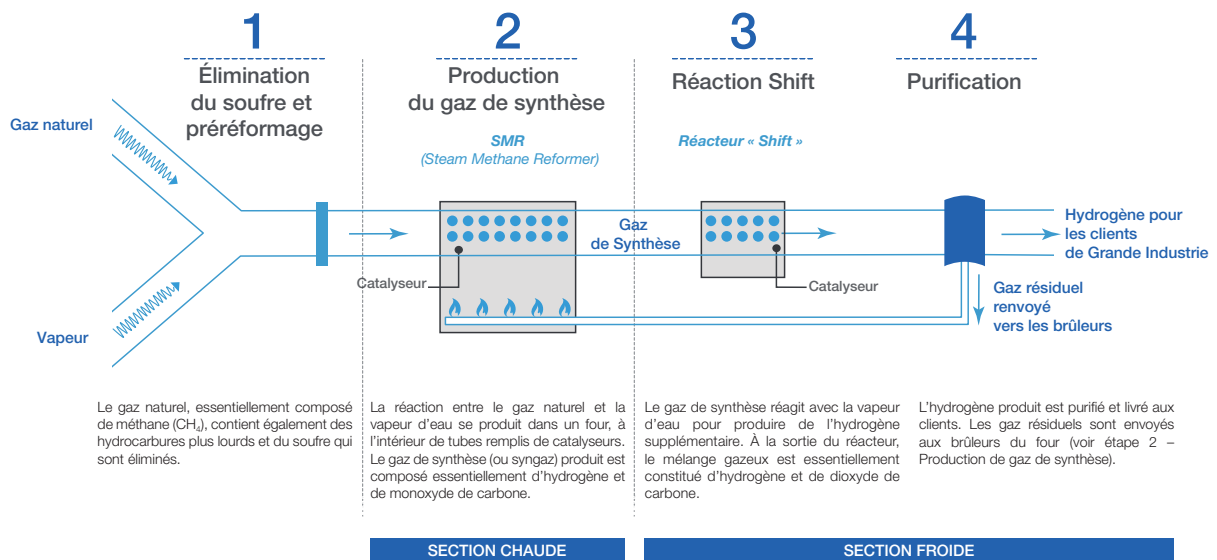 1
Élimination
du soufre et
préréformage
2
Production
du gaz de synthèse
SMR
(Steam Methane Reformer)
3
Réaction Shift
Réacteur « Shift »
4
Purification
Gaz naturel
Vapeur
Catalyseur
Gaz
de Synthèse
Catalyseur
Hydrogène pour
les clients
de Grande Industrie
Gaz résiduel
renvoyé
vers les brûleurs
Le gaz naturel, essentiellement composé
de méthane (CH₄), contient également des
hydrocarbures plus lourds et du soufre qui
sont éliminés.
La réaction entre le gaz naturel et la
vapeur d'eau se produit dans un four, à
l'intérieur de tubes remplis de catalyseurs.
Le gaz de synthèse (ou syngaz) produit est
composé essentiellement d'hydrogène et
de monoxyde de carbone.
Le gaz de synthèse réagit avec la vapeur
d'eau pour produire de l'hydrogène
supplémentaire. À la sortie du réacteur,
le mélange gazeux est essentiellement
constitué d'hydrogène et de dioxyde de
carbone.
L'hydrogène produit est purifié et livré aux
clients. Les gaz résiduels sont envoyés
aux brûleurs du four (voir étape 2 –
Production de gaz de synthèse).
SECTION CHAUDE
SECTION FROIDE